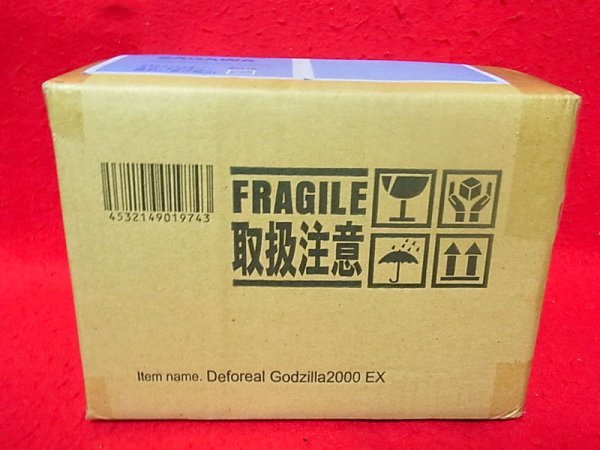 4532149019743
FRAGILE
取扱注意
Item name. Deforeal Godzilla2000 EX